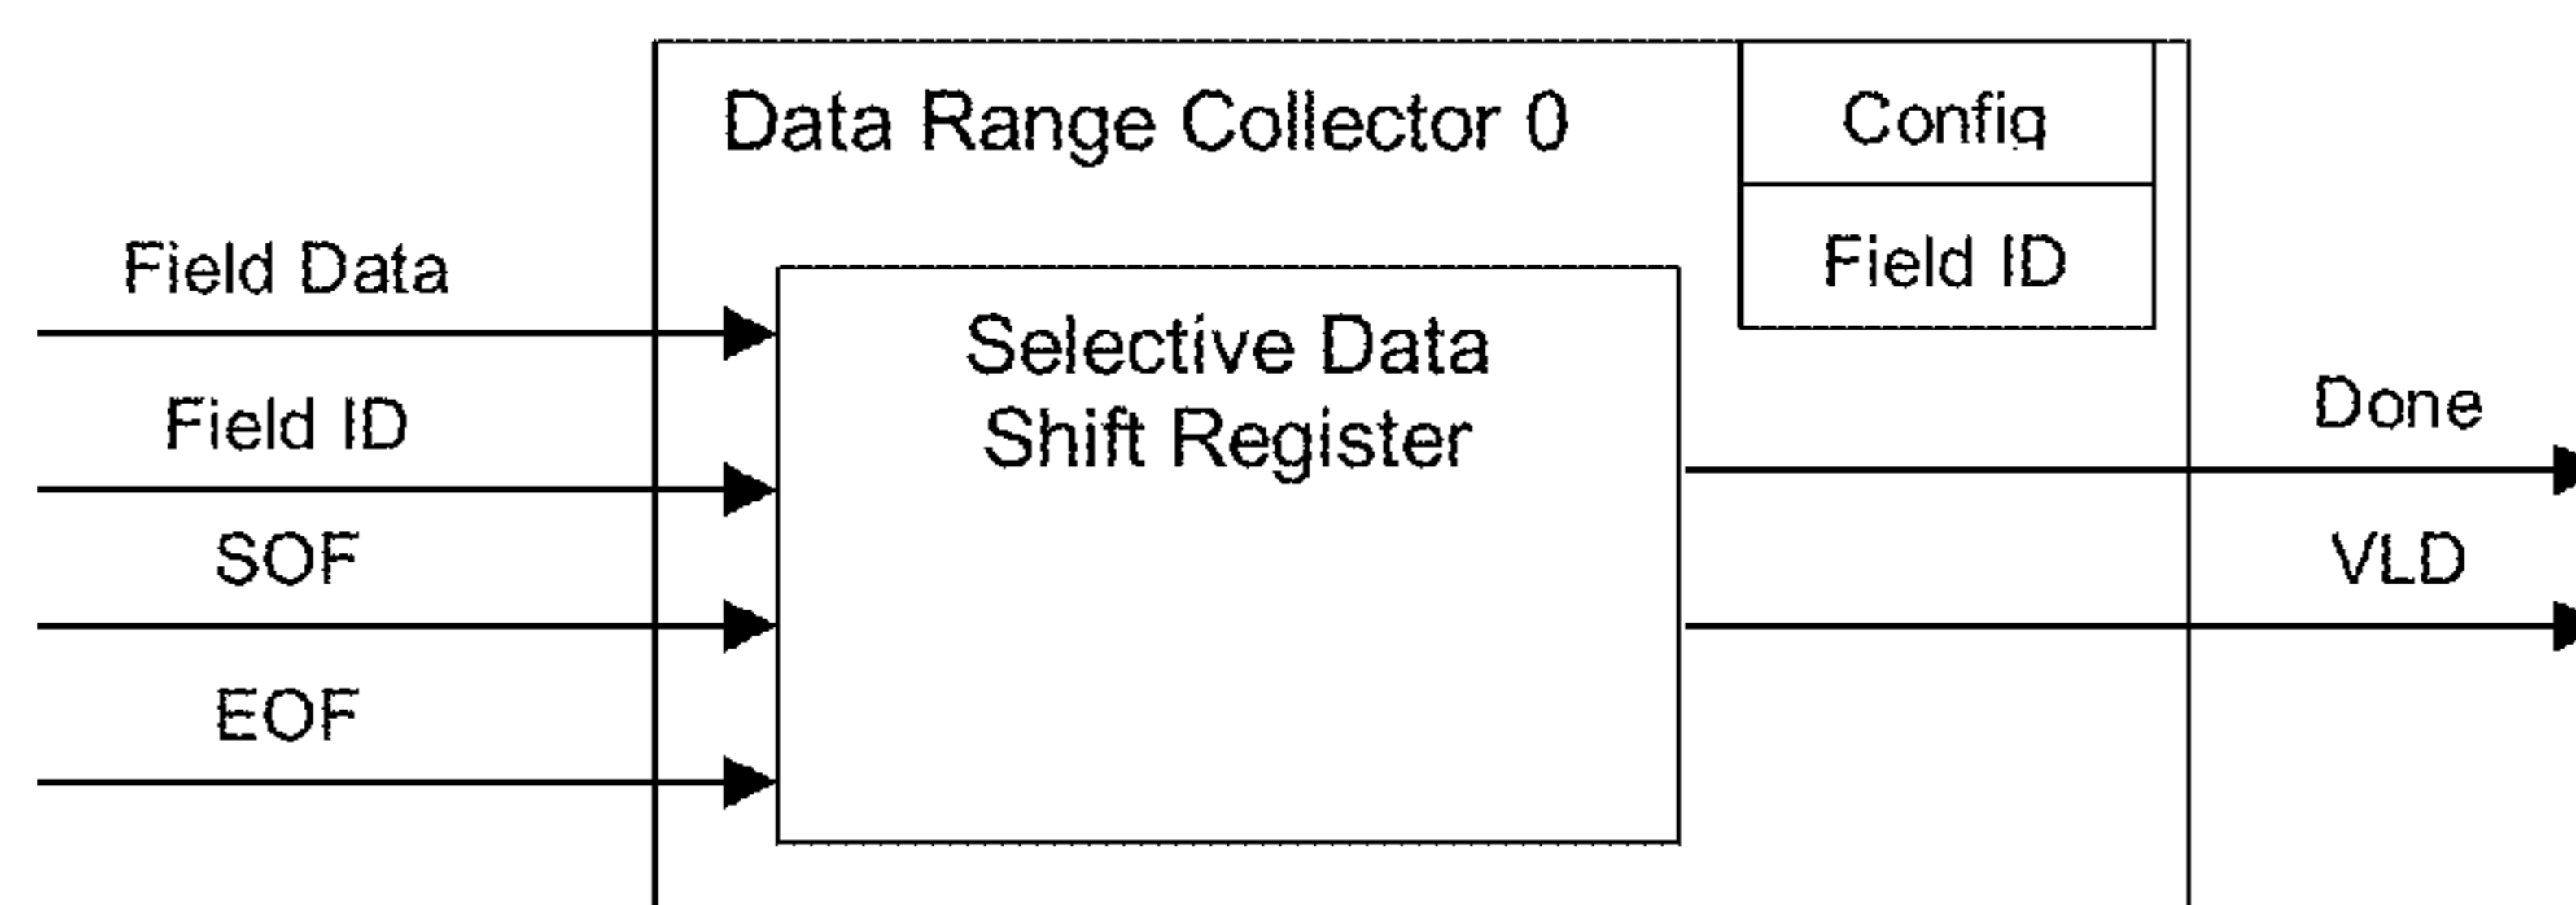 Data Range Collector 0
Config
Field ID
Field Data
Field ID
SOF
EOF
Selective Data
Shift Register
Done
VLD